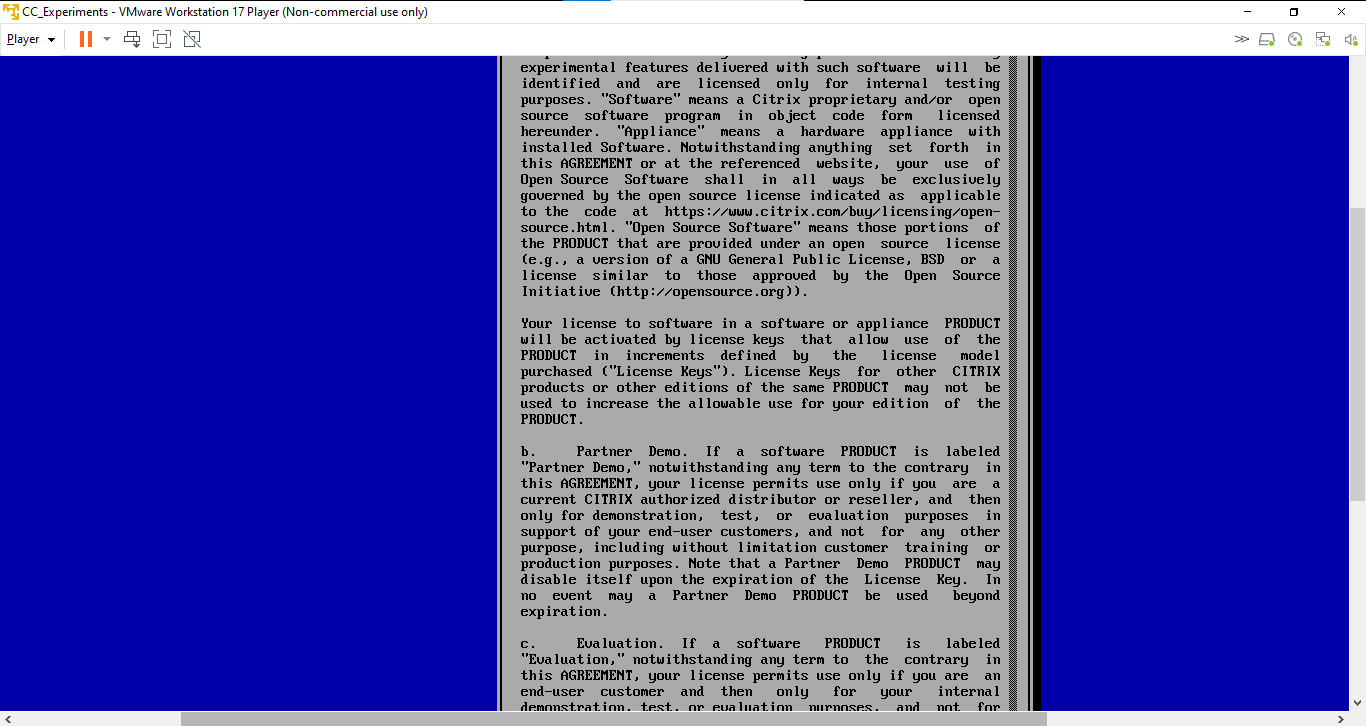 CC_Experiments - VMware Workstation 17 Player (Non-commercial use only)
Player
experimental features delivered with such software will be
identified and are licensed only for internal testing
purposes. "Software" means a Citrix proprietary and/or open
source software program in object code form licensed
hereunder. "Appliance" means a hardware appliance with
installed Software. Notwithstanding anything set forth in
this AGREEMENT or at the referenced website, your use of
Open Source Software shall in all ways be exclusively
governed by the open source license indicated as applicable
to the code at https://www.citrix.com/buy/licensing/open-
source.html. "Open Source Software" means those portions of
the PRODUCT that are provided under an open source license
(e.g., a version of a GNU General Public License, BSD or a
license similar to those approved by the Open Source
Initiative (http://opensource.org)).
Your license to software in a software or appliance PRODUCT
will be activated by license keys that allow use of the
PRODUCT in increments defined by the license model
purchased ("License Keys"). License Keys for other CITRIX
products or other editions of the same PRODUCT may not be
used to increase the allowable use for your edition of the
PRODUCT.
b. Partner Demo. If a software PRODUCT is labeled
"Partner Demo," notwithstanding any term to the contrary in
this AGREEMENT, your license permits use only if you are a
current CITRIX authorized distributor or reseller, and then
only for demonstration, test, or evaluation purposes in
support of your end-user customers, and not for any other
purpose, including without limitation customer training or
production purposes. Note that a Partner Demo PRODUCT may
disable itself upon the expiration of the License Key. In
no event may a Partner Demo PRODUCT be used beyond
expiration.
c. Evaluation. If a software PRODUCT is labeled
"Evaluation," notwithstanding any term to the contrary in
this AGREEMENT, your license permits use only if you are an
end-user customer and then only for your internal
demonstration, test, or evaluation purposes, and not for